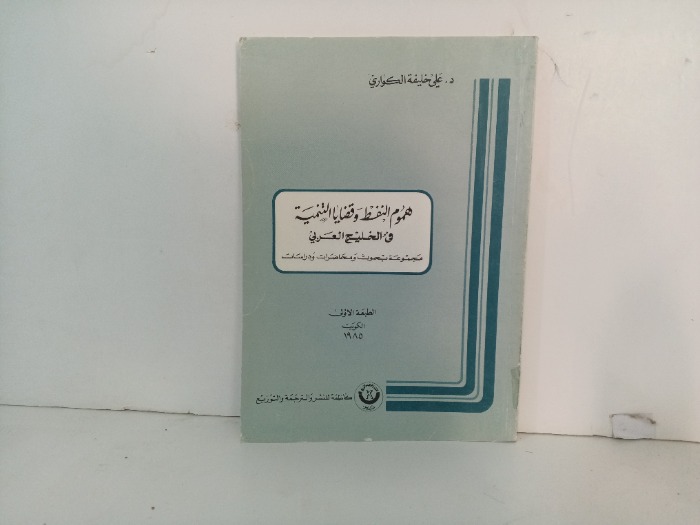 د. علي خليفة الكواري
هموم النفط وقضايا التنمية
في الخليج العربي
مجموعة بحوث ومحاضرات ودراسات
الطبعة الأولى
الكويت
١٩٨٥
كاظمة للنشر والترجمة والتوزيع